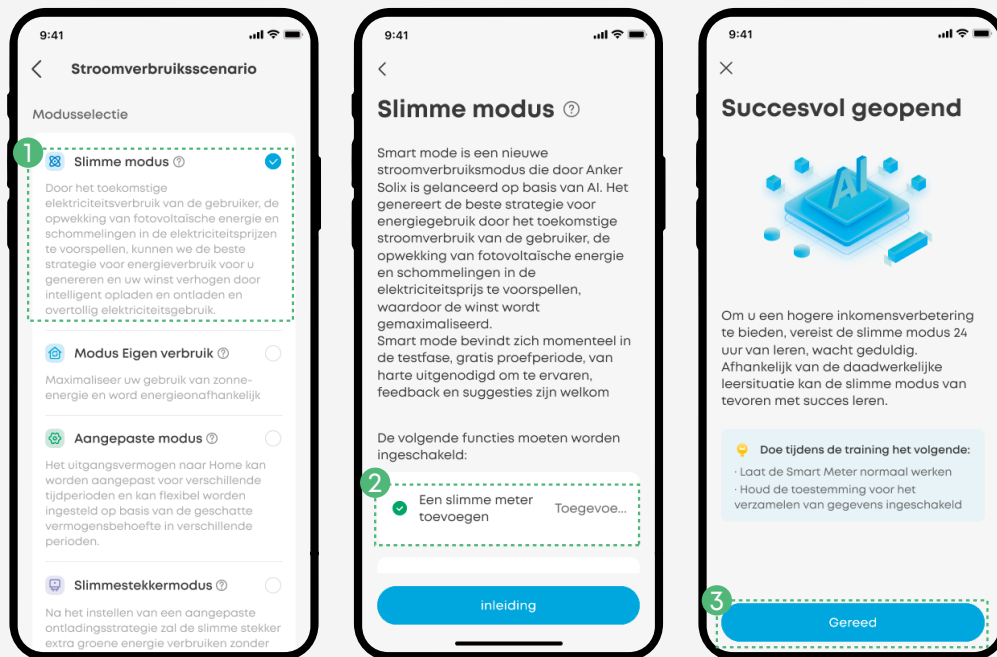 9:41
Stroomverbruiksscenario
Modusselectie
1
Slimme modus ?
Door het toekomstige
elektriciteitsverbruik van de gebruiker, de
opwekking van fotovoltaïsche energie en
schommelingen in de elektriciteitsprijzen
te voorspellen, kunnen we de beste
strategie voor energieverbruik voor u
genereren en uw winst verhogen door
intelligent opladen en ontladen en
overtollig elektriciteitsgebruik.
Modus Eigen verbruik ?
Maximaliseer uw gebruik van zonne-
energie en word energieonafhankelijk
Aangepaste modus ?
Het uitgangsvermogen naar Home kan
worden aangepast voor verschillende
tijdperioden en kan flexibel worden
ingesteld op basis van de geschatte
vermogensbehoefte in verschillende
perioden.
Slimmestekkermodus ?
Na het instellen van een aangepaste
ontladingsstrategie zal de slimme stekker
extra groene energie verbruiken zonder
9:41
Slimme modus ?
Smart mode is een nieuwe
stroomverbruiksmodus die door Anker
Solix is gelanceerd op basis van AI. Het
genereert de beste strategie voor
energiegebruik door het toekomstige
stroomverbruik van de gebruiker, de
opwekking van fotovoltaïsche energie
en schommelingen in de
elektriciteitsprijs te voorspellen,
waardoor de winst wordt
gemaximaliseerd.
Smart mode bevindt zich momenteel in
de testfase, gratis proefperiode, van
harte uitgenodigd om te ervaren,
feedback en suggesties zijn welkom
De volgende functies moeten worden
ingeschakeld:
2
Een slimme meter
toevoegen
Toegevoe...
inleiding
9:41
Succesvol geopend
AI
Om u een hogere inkomensverbetering
te bieden, vereist de slimme modus 24
uur van leren, wacht geduldig.
Afhankelijk van de daadwerkelijke
leersituatie kan de slimme modus van
tevoren met succes leren.
Doe tijdens de training het volgende:
· Laat de Smart Meter normaal werken
· Houd de toestemming voor het
verzamelen van gegevens ingeschakeld
3
Gereed